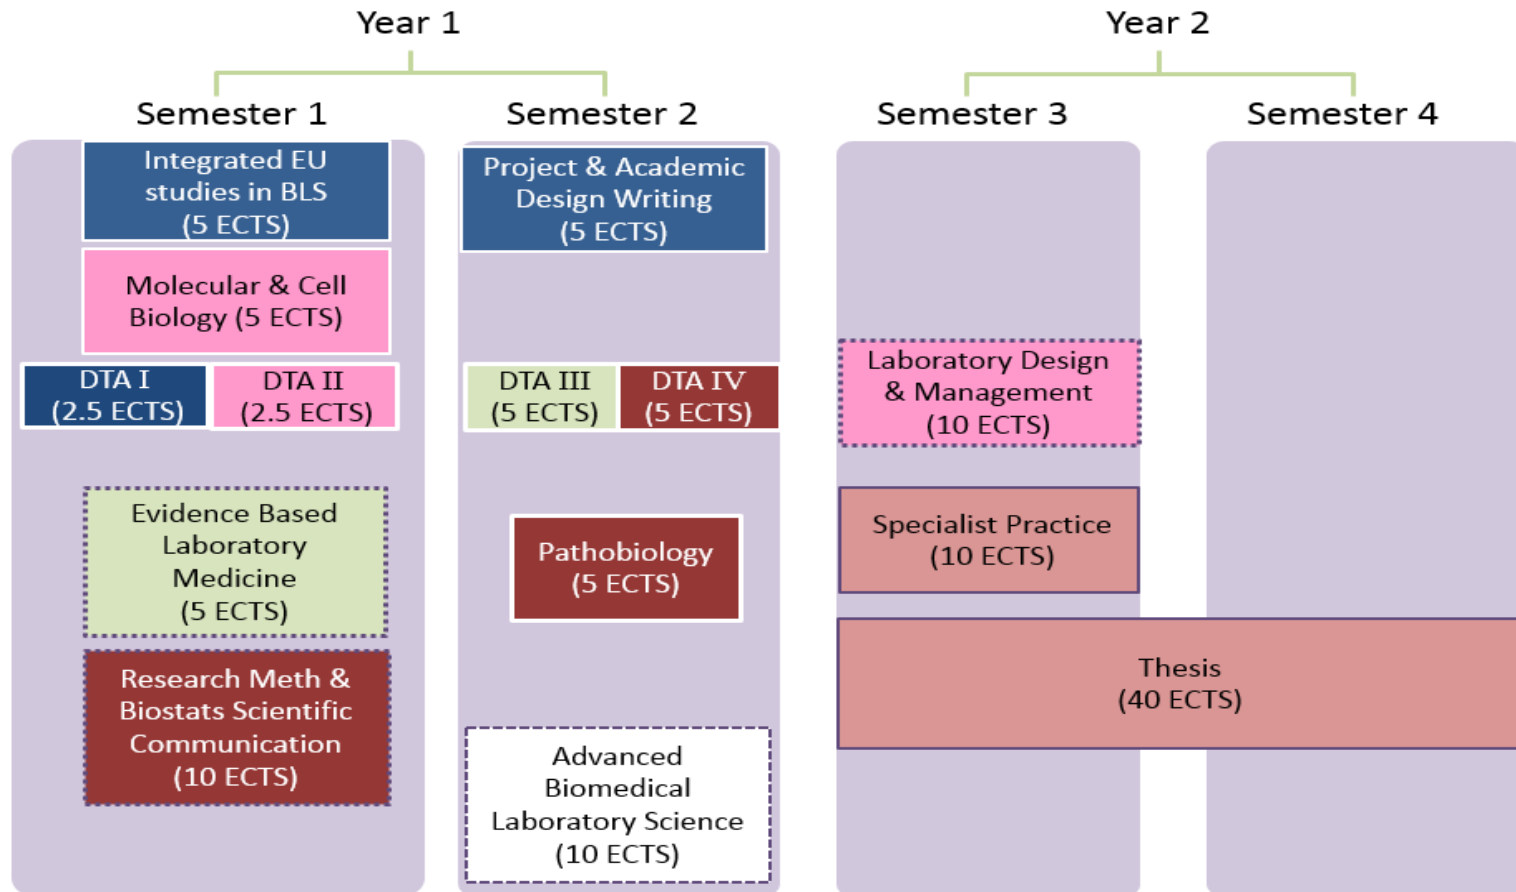 Year 1
Year 2
Semester 1
Semester 2
Semester 3
Semester 4
Integrated EU
studies in BLS
(5 ECTS)
Molecular & Cell
Biology (5 ECTS)
DTA I
(2.5 ECTS)
DTA II
(2.5 ECTS)
Evidence Based
Laboratory
Medicine
(5 ECTS)
Research Meth &
Biostats Scientific
Communication
(10 ECTS)
Project & Academic
Design Writing
(5 ECTS)
DTA III
(5 ECTS)
DTA IV
(5 ECTS)
Pathobiology
(5 ECTS)
Advanced
Biomedical
Laboratory Science
(10 ECTS)
Laboratory Design
& Management
(10 ECTS)
Specialist Practice
(10 ECTS)
Thesis
(40 ECTS)